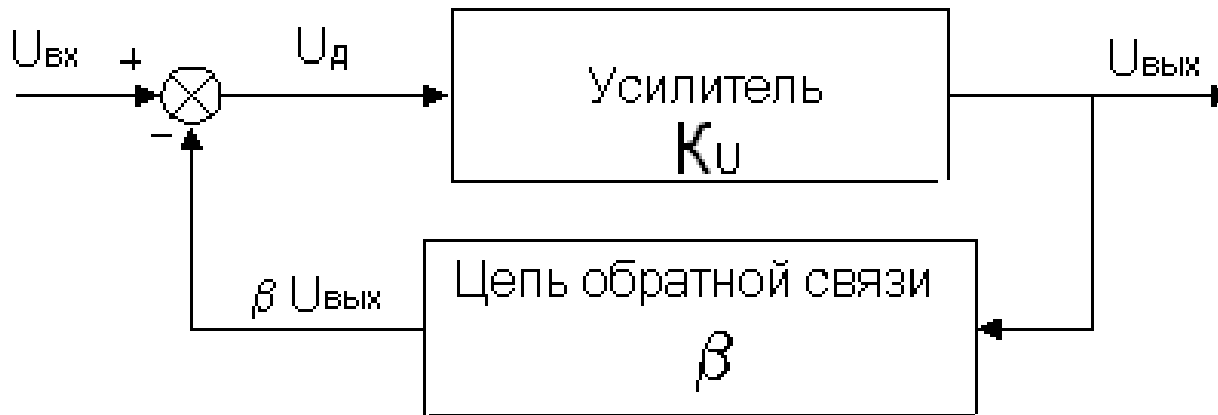 Uвх
+
Uд
Усилитель
KU
Uвых
−
β Uвых
Цепь обратной связи
β